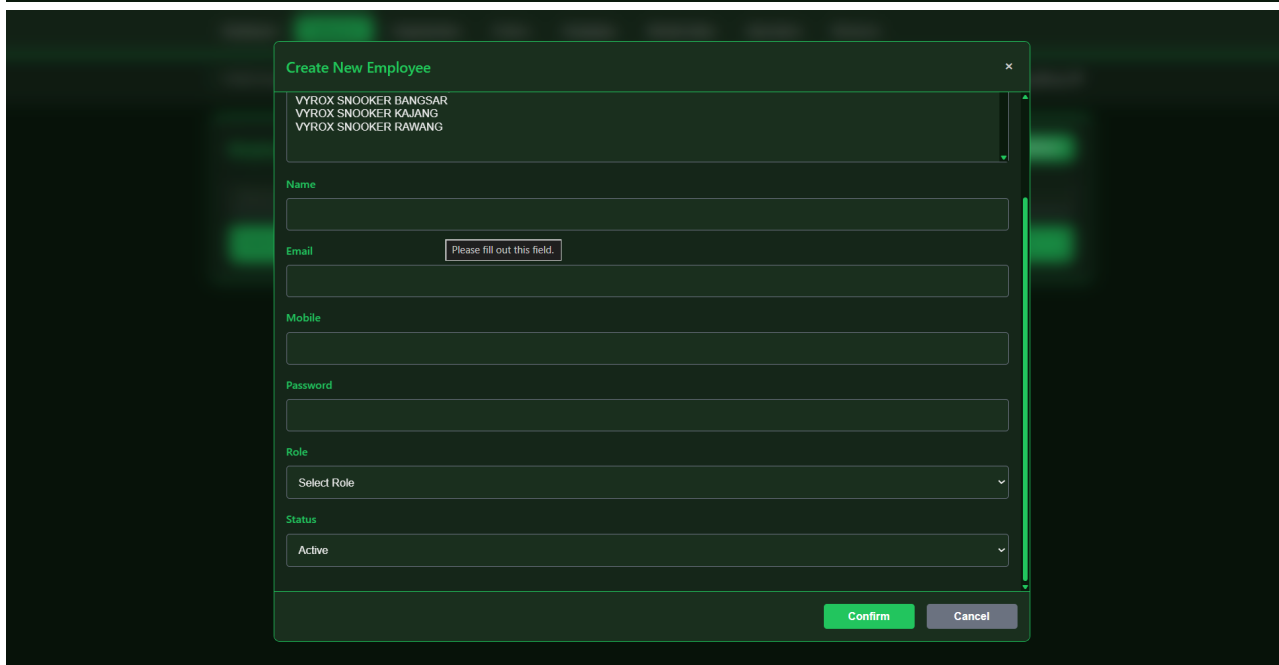 Create New Employee
×
VYROX SNOOKER BANGSAR
VYROX SNOOKER KAJANG
VYROX SNOOKER RAWANG
Name
Email
Please fill out this field.
Mobile
Password
Role
Select Role
Status
Active
Confirm
Cancel